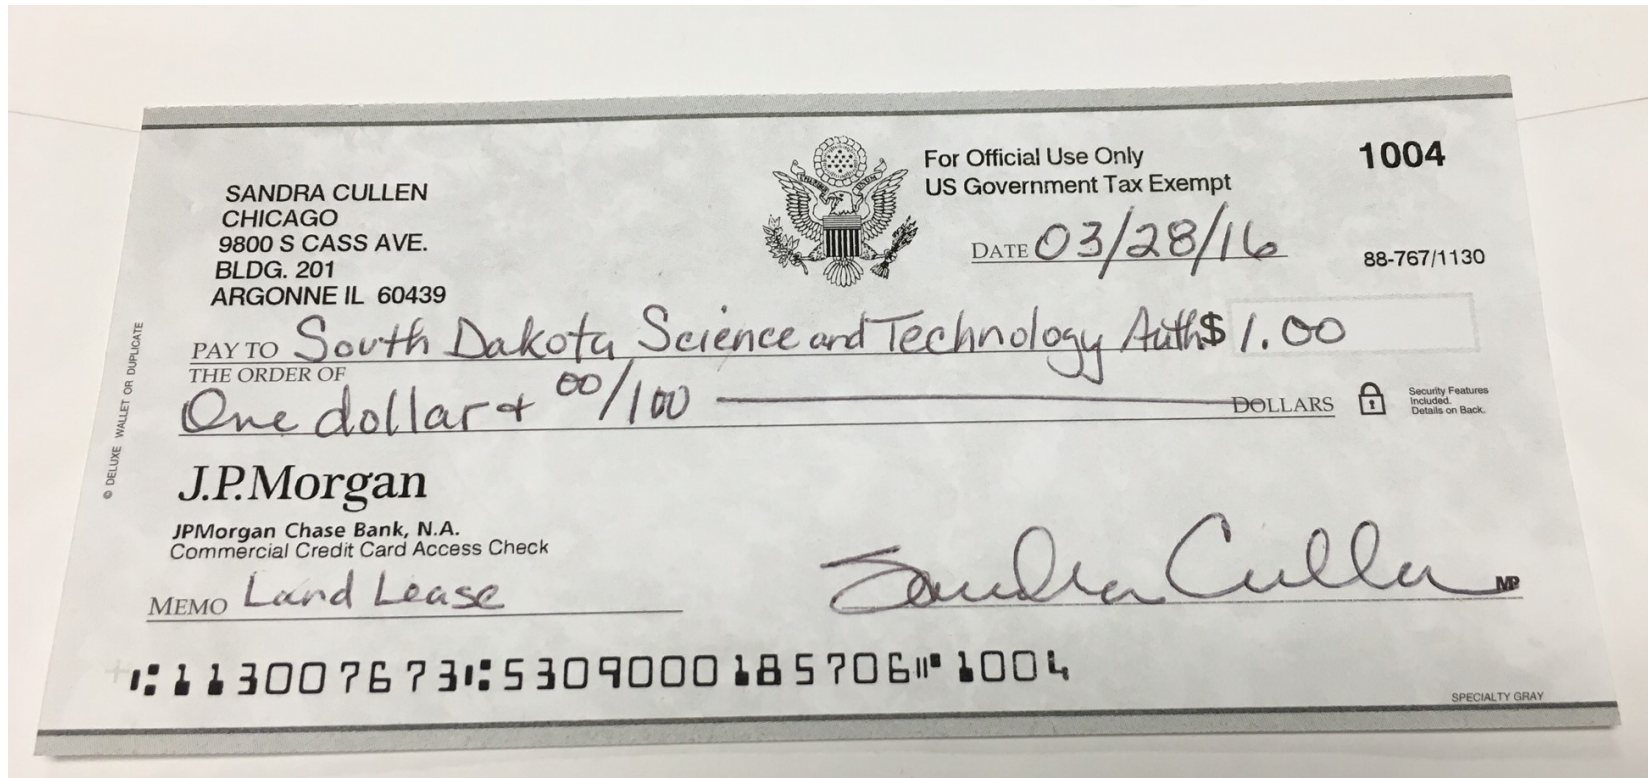 For Official Use Only
US Government Tax Exempt
1004
SANDRA CULLEN
CHICAGO
9800 S CASS AVE.
BLDG. 201
ARGONNE IL 60439
DATE 03/28/16
88-767/1130
PAY TO THE ORDER OF South Dakota Science and Technology Auth $ 1.00
One dollar + 00/100 DOLLARS
Security Features
Included.
Details on Back.
© DELUXE WALLET OR DUPLICATE
J.P.Morgan
JPMorgan Chase Bank, N.A.
Commercial Credit Card Access Check
MEMO Land Lease
Sandra Cullen MP
⑆113007673⑆5309000185706⑈1004
SPECIALTY GRAY